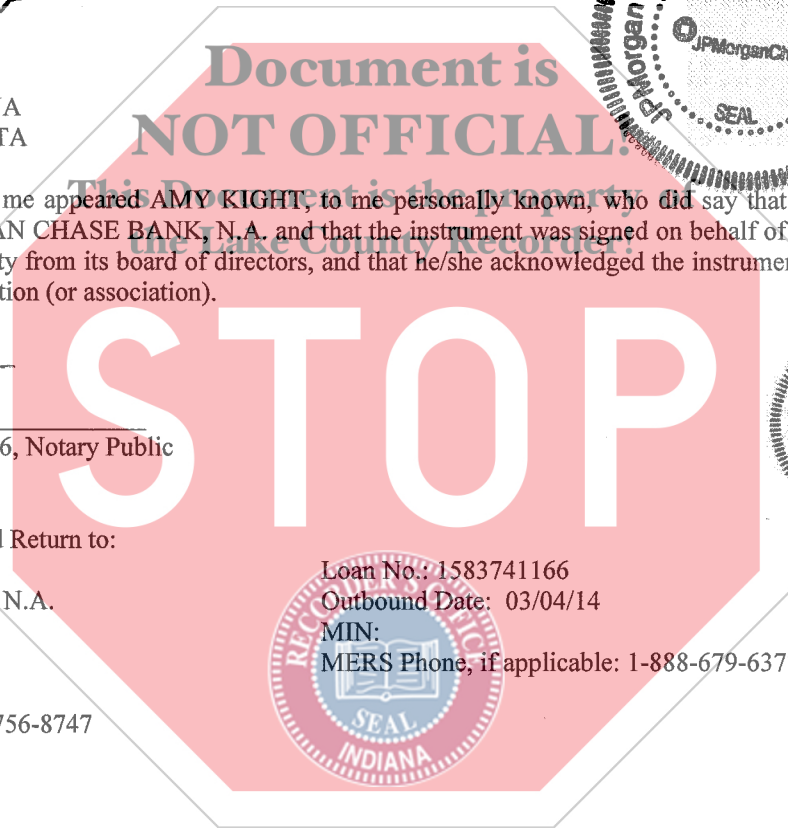 JPMorgan
JPMorganCh
SEAL
Document is
NOT OFFICIAL!
This Document is the property
the Lake County Recorder!
STOP
A
TA
me appeared AMY KIGHT, to me personally known, who did say that
AN CHASE BANK, N.A. and that the instrument was signed on behalf of
ty from its board of directors, and that he/she acknowledged the instrumen
tion (or association).
6, Notary Public
Return to:
N.A.
756-8747
Loan No.: 1583741166
Outbound Date: 03/04/14
MIN:
MERS Phone, if applicable: 1-888-679-637
RECORDER'S OFFICE
SEAL
INDIANA